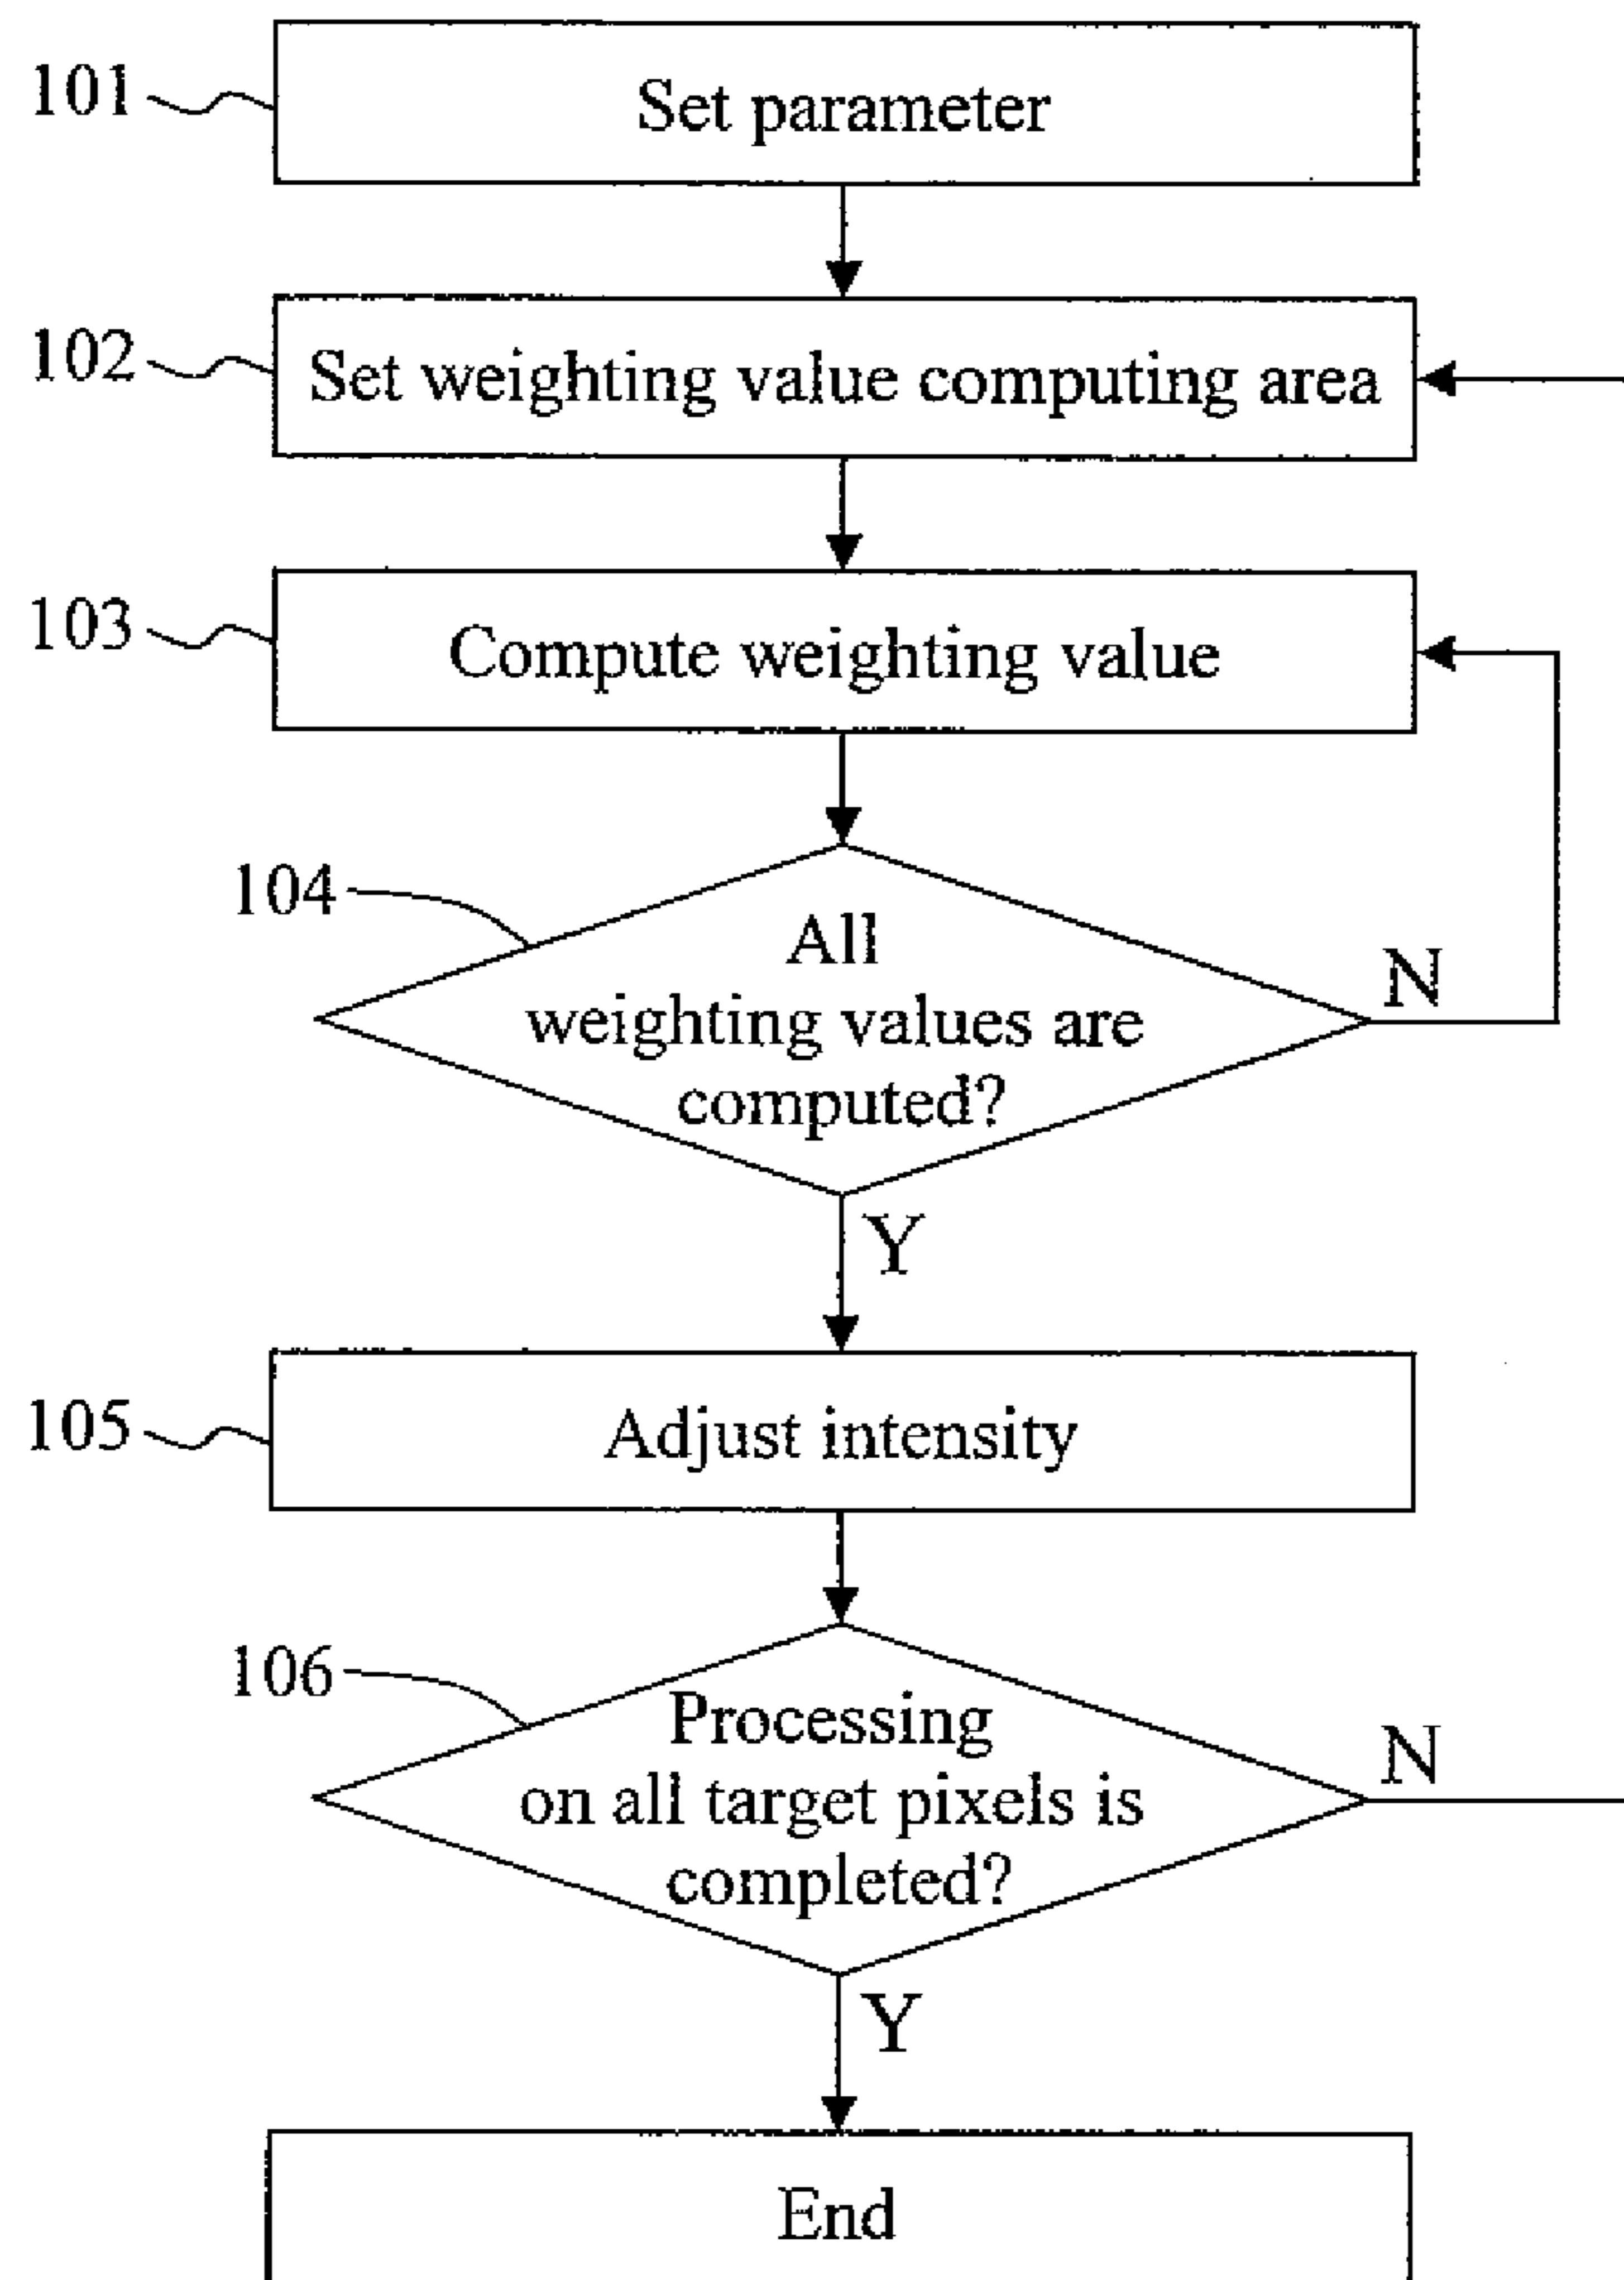 101
Set parameter
102
Set weighting value computing area
103
Compute weighting value
104
All
weighting values are
computed?
N
Y
105
Adjust intensity
106
Processing
on all target pixels is
completed?
N
Y
End